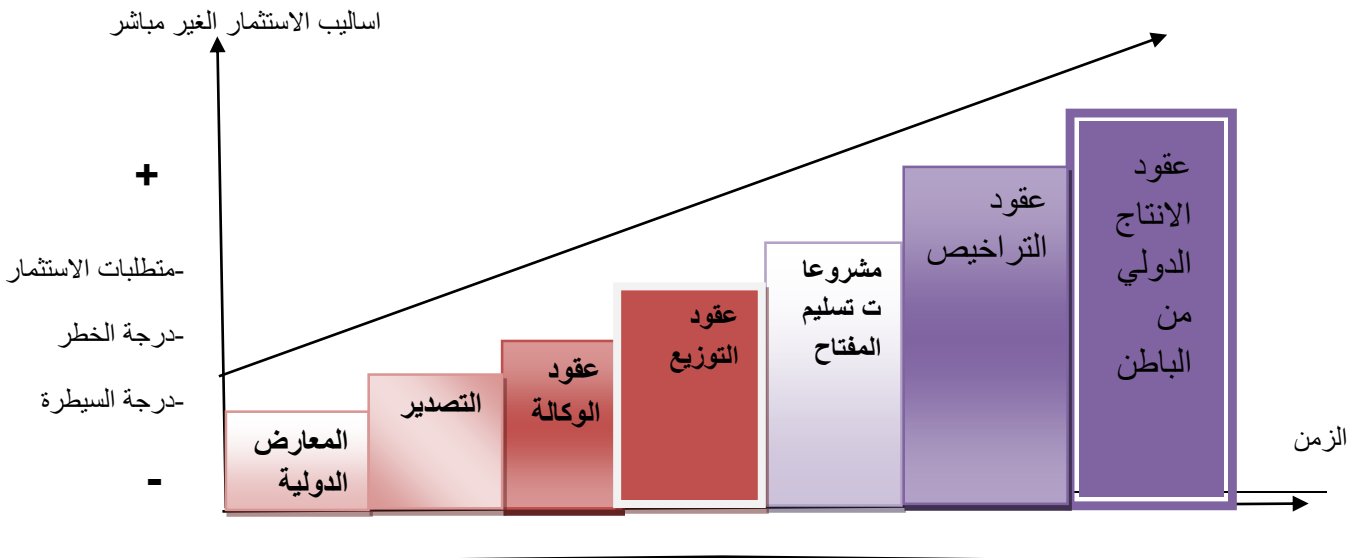 اساليب الاستثمار الغير مباشر
+
-متطلبات الاستثمار
-درجة الخطر
-درجة السيطرة
-
المعارض
الدولية
التصدير
عقود
الوكالة
عقود
التوزيع
مشروعا
ت تسليم
المفتاح
عقود
التراخيص
عقود
الانتاج
الدولي
من
الباطن
الزمن